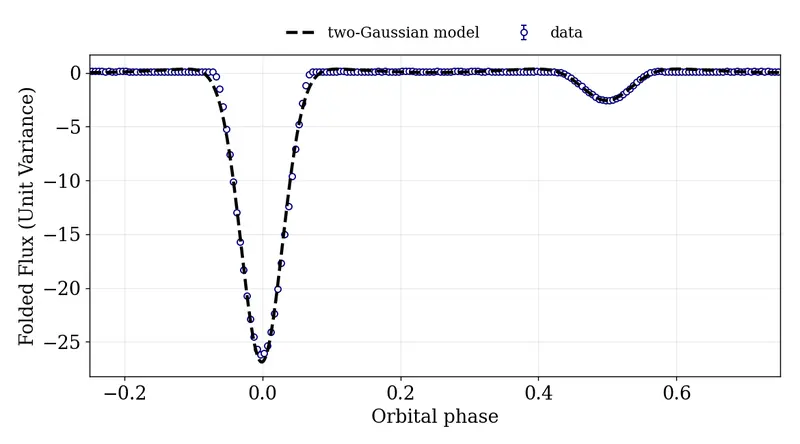 two-Gaussian model
data
Folded Flux (Unit Variance)
0
−5
−10
−15
−20
−25
−0.2
0.0
0.2
0.4
0.6
Orbital phase